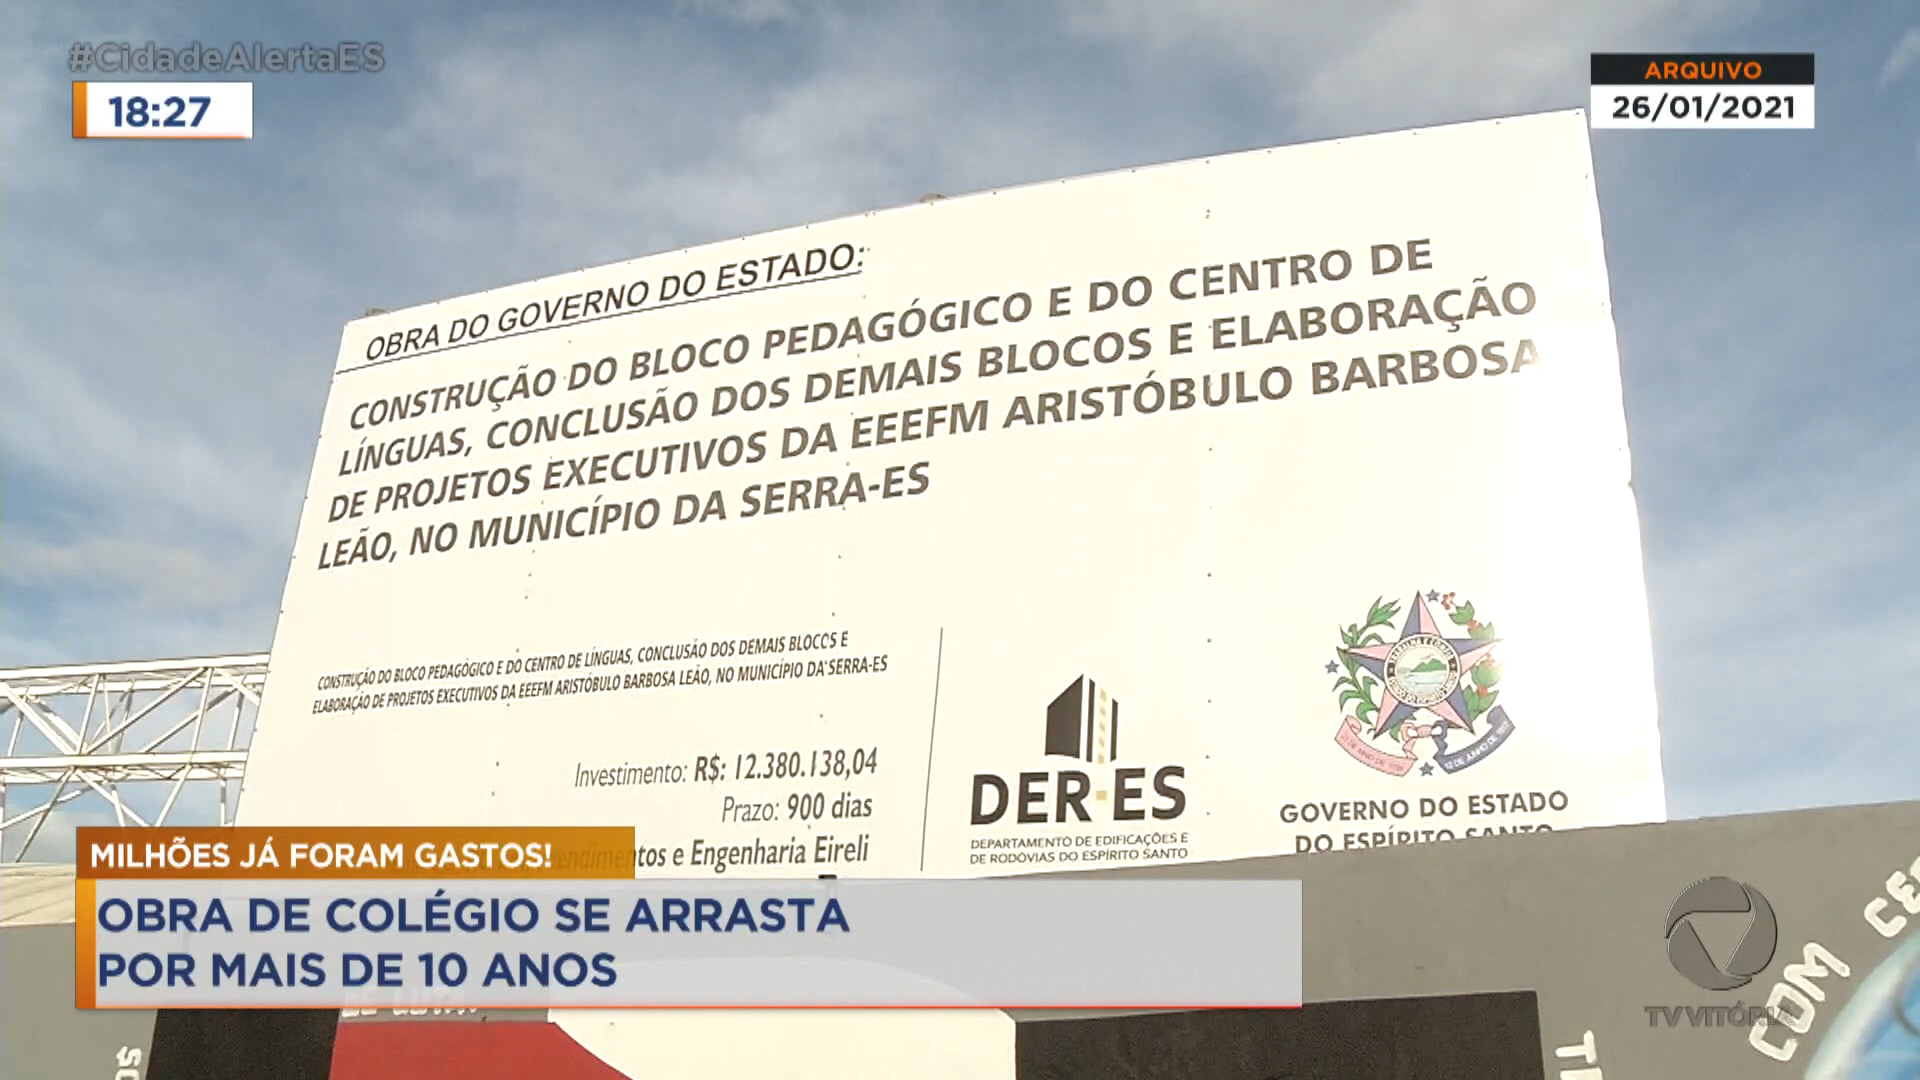 #CidadeAlertaES
18:27
ARQUIVO
26/01/2021
OBRA DO GOVERNO DO ESTADO:
CONSTRUÇÃO DO BLOCO PEDAGÓGICO E DO CENTRO DE
LÍNGUAS, CONCLUSÃO DOS DEMAIS BLOCOS E ELABORAÇÃO
DE PROJETOS EXECUTIVOS DA EEEFM ARISTÓBULO BARBOSA
LEÃO, NO MUNICÍPIO DA SERRA-ES
CONSTRUÇÃO DO BLOCO PEDAGÓGICO E DO CENTRO DE LÍNGUAS, CONCLUSÃO DOS DEMAIS BLOCOS E
ELABORAÇÃO DE PROJETOS EXECUTIVOS DA EEEFM ARISTÓBULO BARBOSA LEÃO, NO MUNICÍPIO DA SERRA-ES
Investimento: R$: 12.380.138,04
Prazo: 900 dias
e Engenharia Eireli
DER-ES
DEPARTAMENTO DE EDIFICAÇÕES E
DE RODOVIAS DO ESPÍRITO SANTO
GOVERNO DO ESTADO
DO ESPÍRITO SANTO
MILHÕES JÁ FORAM GASTOS!
OBRA DE COLÉGIO SE ARRASTA
POR MAIS DE 10 ANOS
TV VITÓRIA
COM